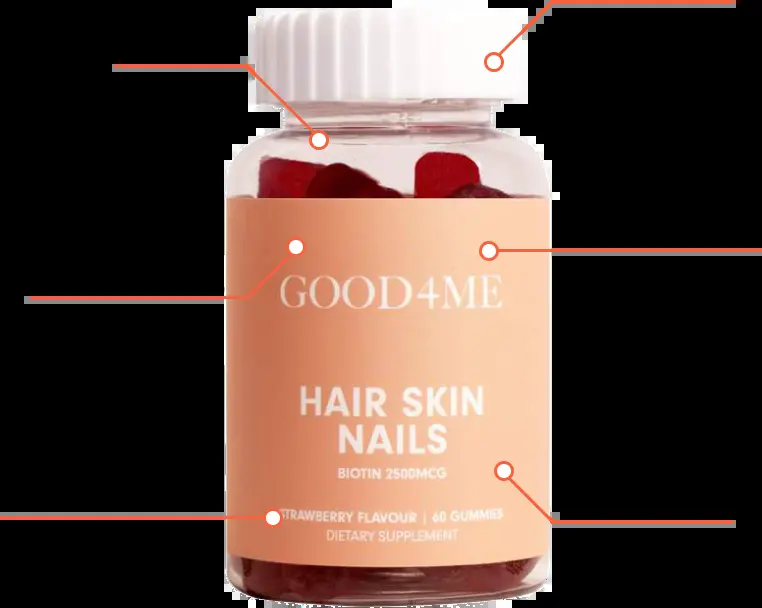 GOOD4ME
HAIR SKIN
NAILS
BIOTIN 2500MCG
STRAWBERRY FLAVOUR | 60 GUMMIES
DIETARY SUPPLEMENT